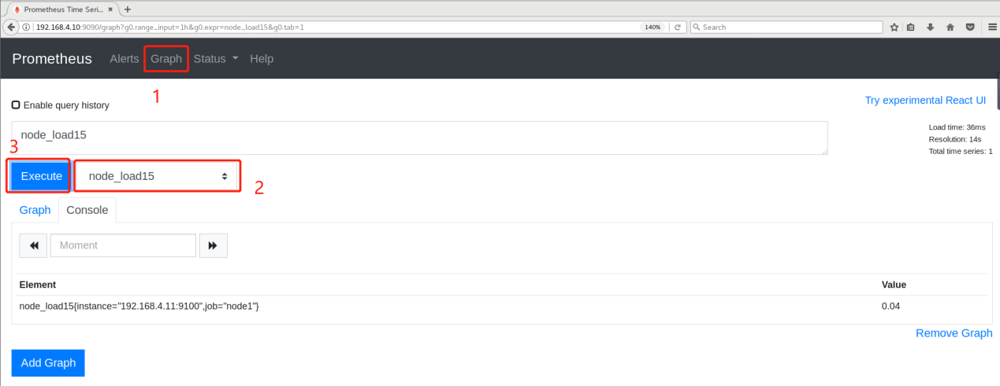 Prometheus Time Seri...
192.168.4.10:9090/graph?g0.range_input=1h&g0.expr=node_load15&g0.tab=1
140%
Search
Prometheus Alerts Graph Status Help
1
Enable query history
Try experimental React UI
node_load15
Load time: 36ms
Resolution: 14s
Total time series: 1
3
Execute
node_load15
2
Graph Console
Moment
Element Value
node_load15{instance="192.168.4.11:9100",job="node1"} 0.04
Remove Graph
Add Graph